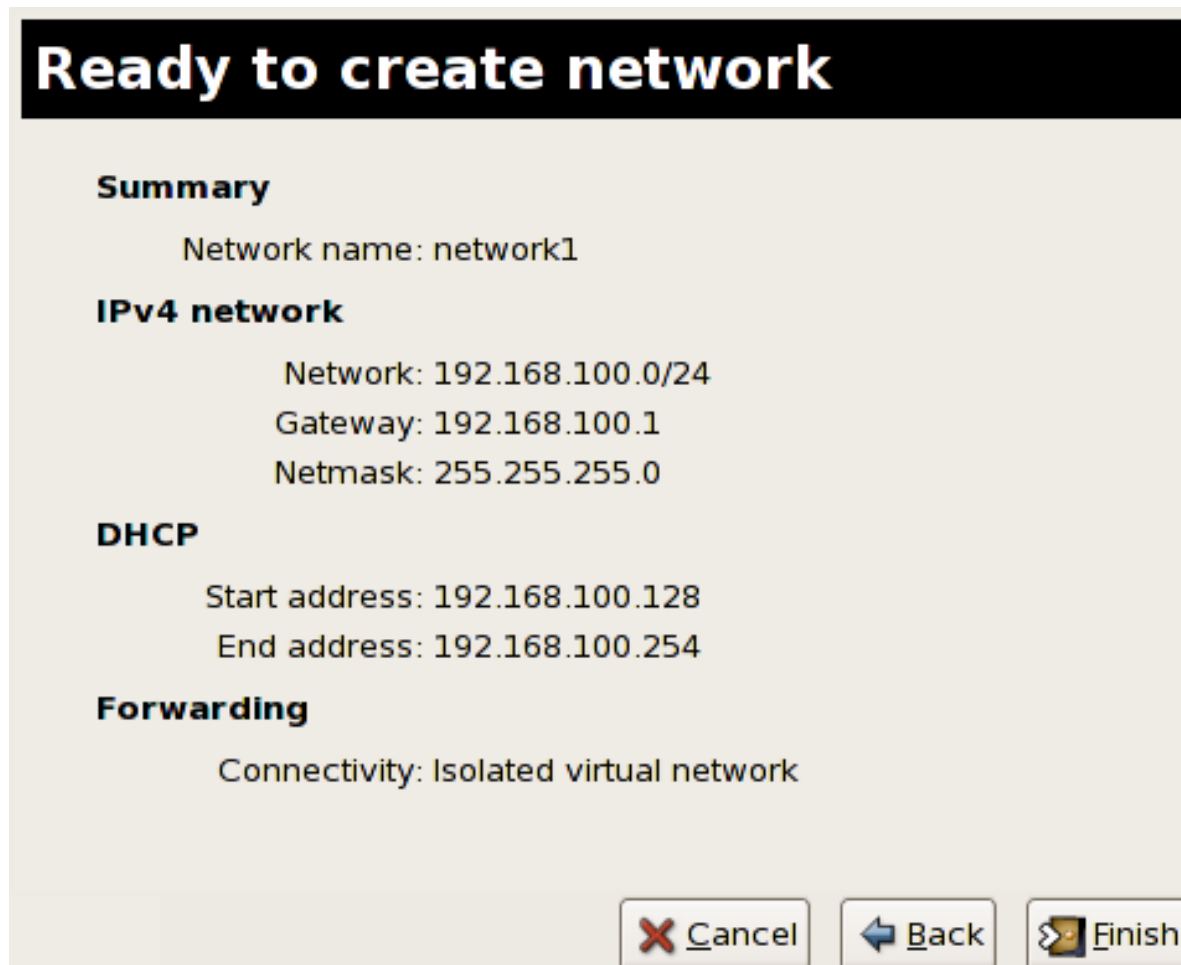 Ready to create network
Summary
Network name: network1
IPv4 network
Network: 192.168.100.0/24
Gateway: 192.168.100.1
Netmask: 255.255.255.0
DHCP
Start address: 192.168.100.128
End address: 192.168.100.254
Forwarding
Connectivity: Isolated virtual network
Cancel Back Finish